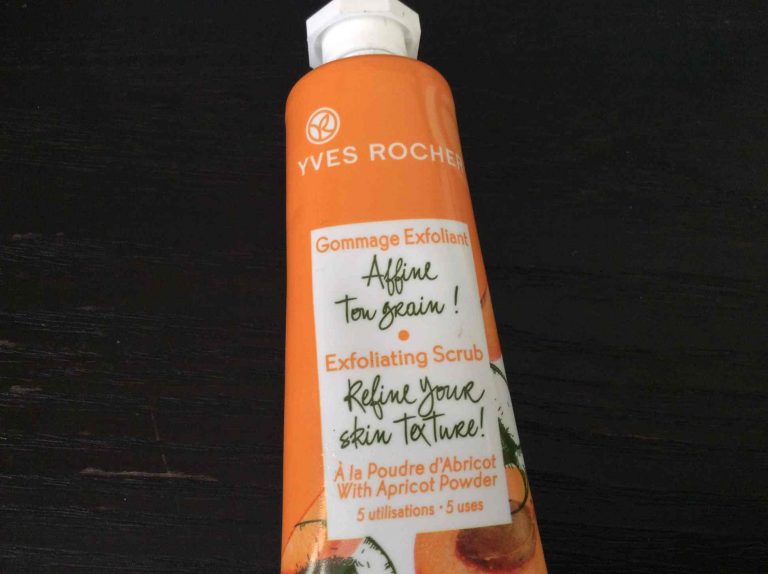 YVES ROCHER
Gommage Exfoliant
Affine
Ton grain !
Exfoliating Scrub
Refine Your
skin Texture!
À la Poudre d'Abricot
With Apricot Powder
5 utilisations • 5 uses